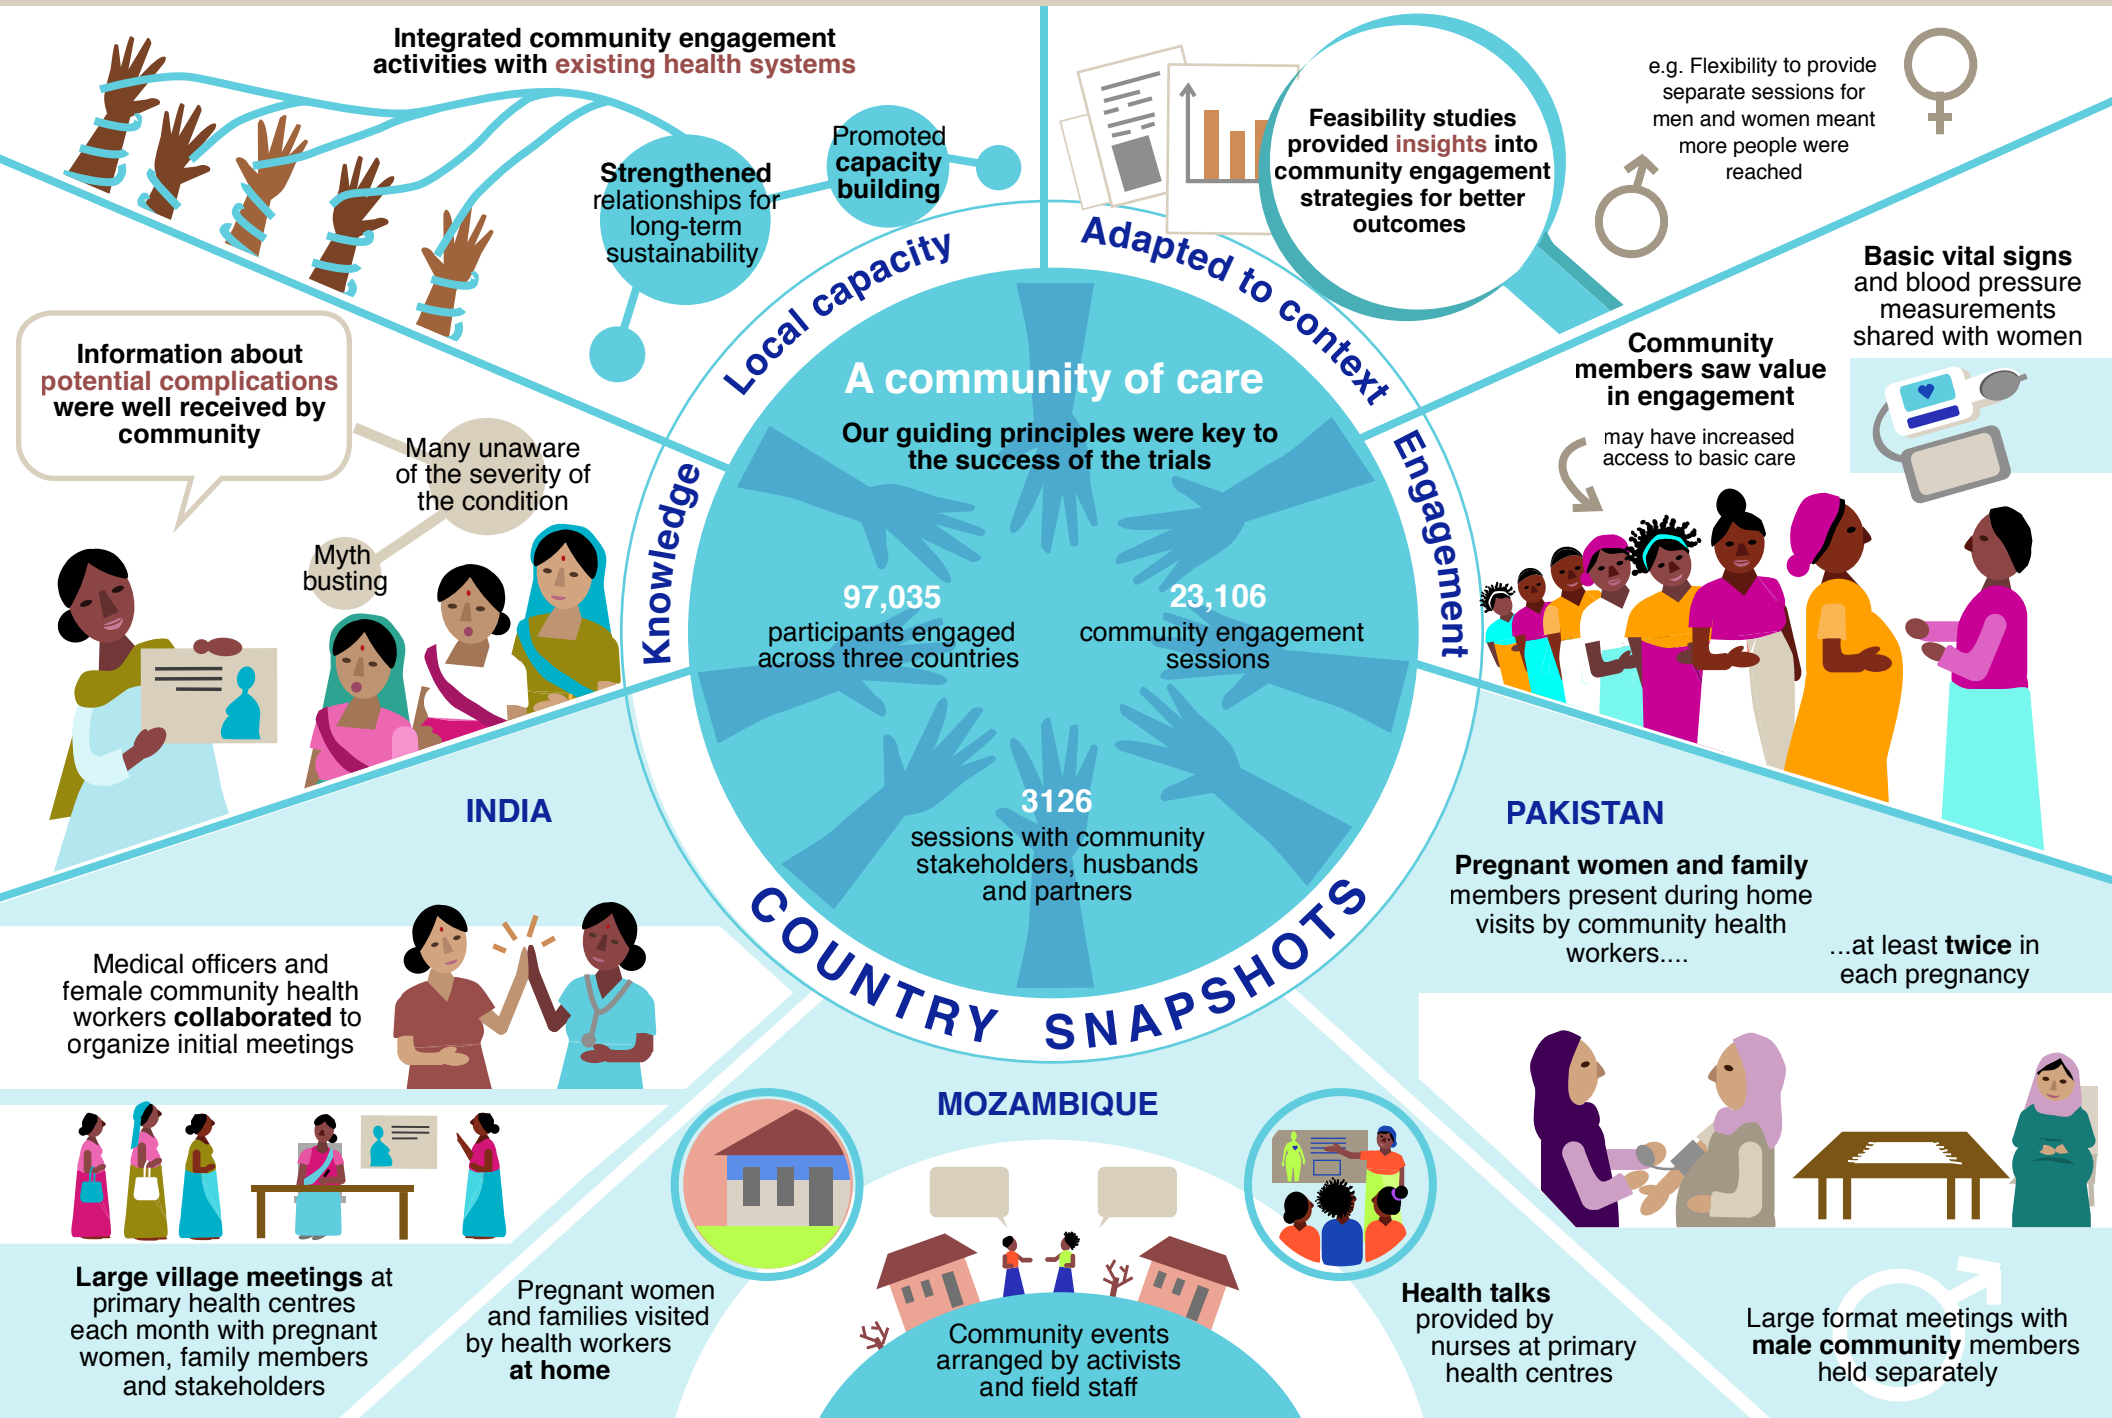 Integrated community engagement
activities with existing health systems
Strengthened
relationships for
long-term
sustainability
Promoted
capacity
building
Local capacity
Feasibility studies
provided insights into
community engagement
strategies for better
outcomes
e.g. Flexibility to provide
separate sessions for
men and women meant
more people were
reached
Adapted to context
Information about
potential complications
were well received by
community
Many unaware
of the severity of
the condition
Myth
busting
Knowledge
A community of care
Our guiding principles were key to
the success of the trials
97,035
participants engaged
across three countries
23,106
community engagement
sessions
3126
sessions with community
stakeholders, husbands
and partners
Engagement
Community
members saw value
in engagement
may have increased
access to basic care
Basic vital signs
and blood pressure
measurements
shared with women
COUNTRY SNAPSHOTS
INDIA
Medical officers and
female community health
workers collaborated to
organize initial meetings
Large village meetings at
primary health centres
each month with pregnant
women, family members
and stakeholders
MOZAMBIQUE
Pregnant women
and families visited
by health workers
at home
Community events
arranged by activists
and field staff
Health talks
provided by
nurses at primary
health centres
PAKISTAN
Pregnant women and family
members present during home
visits by community health
workers....
...at least twice in
each pregnancy
Large format meetings with
male community members
held separately